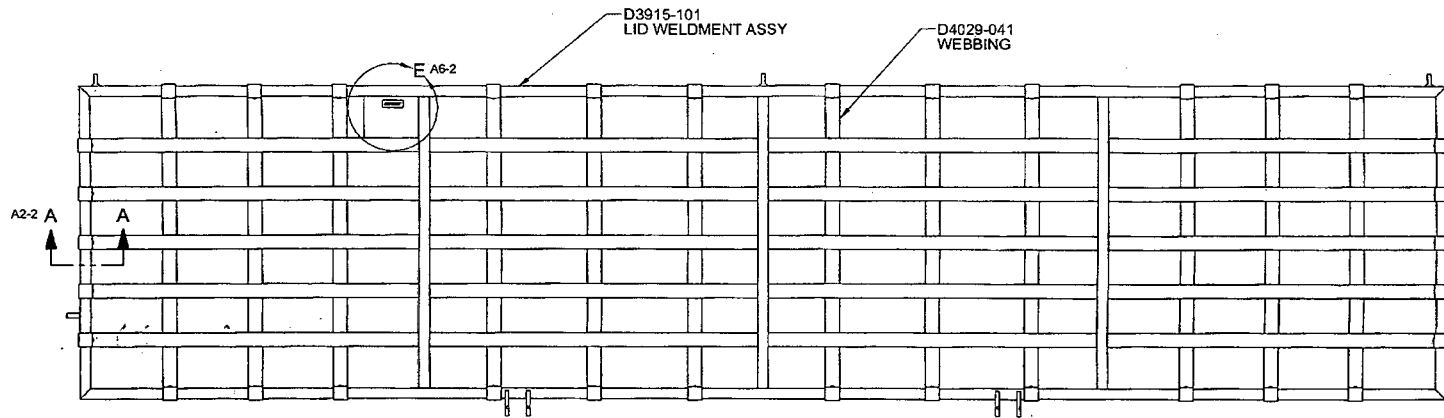 D3915-101
LID WELDMENT ASSY
D4029-041
WEBBING
E A6-2
A2-2 A A